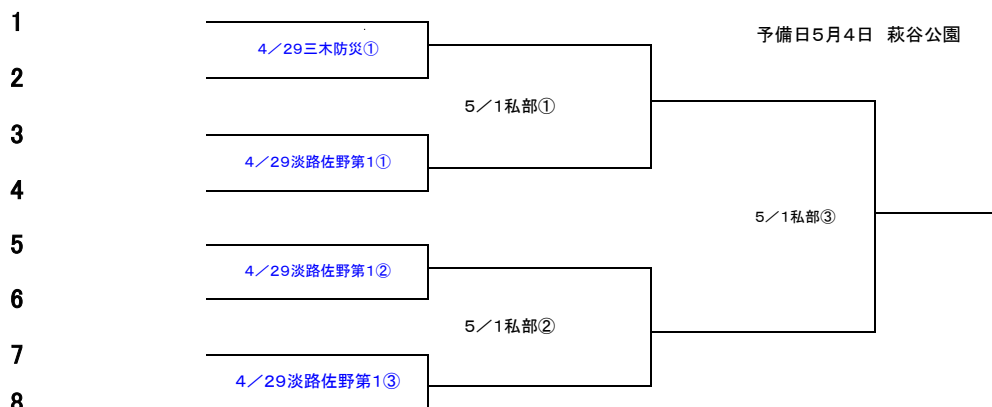 1
4／29三木防災①
予備日5月4日　萩谷公園
2
5／1私部①
3
4／29淡路佐野第1①
4
5／1私部③
5
4／29淡路佐野第1②
6
5／1私部②
7
4／29淡路佐野第1③
8